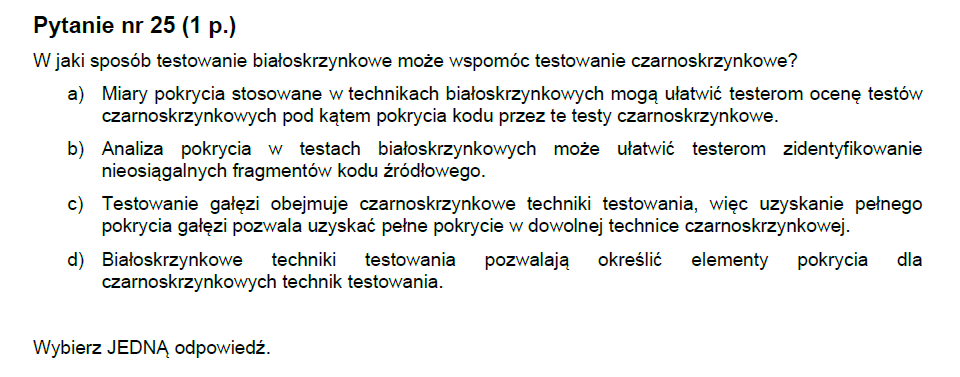 Pytanie nr 25 (1 p.)
W jaki sposób testowanie białoskrzynkowe może wspomóc testowanie czarnoskrzynkowe?
a) Miary pokrycia stosowane w technikach białoskrzynkowych mogą ułatwić testerom ocenę testów
czarnoskrzynkowych pod kątem pokrycia kodu przez te testy czarnoskrzynkowe.
b) Analiza pokrycia w testach białoskrzynkowych może ułatwić testerom zidentyfikowanie
nieosiągalnych fragmentów kodu źródłowego.
c) Testowanie gałęzi obejmuje czarnoskrzynkowe techniki testowania, więc uzyskanie pełnego
pokrycia gałęzi pozwala uzyskać pełne pokrycie w dowolnej technice czarnoskrzynkowej.
d) Białoskrzynkowe techniki testowania pozwalają określić elementy pokrycia dla
czarnoskrzynkowych technik testowania.
Wybierz JEDNĄ odpowiedź.